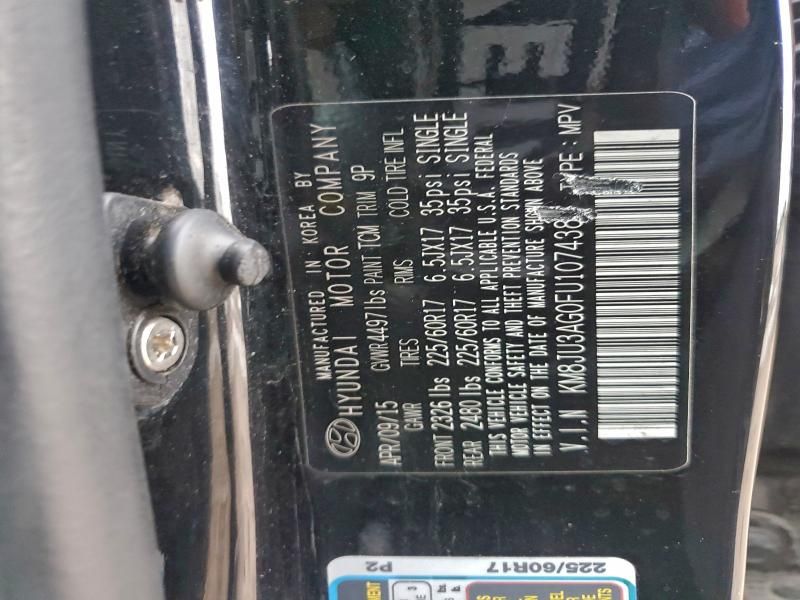 MANUFACTURED IN KOREA BY
HYUNDAI MOTOR COMPANY
APR/09/15 GVWR4497lbs PAINT TCM TRIM 9P
GAWR TIRES RIMS COLD TIRE INFL
FRONT 2326 lbs 225/60R17 6.5JX17 35psi SINGLE
REAR 2480 lbs 225/60R17 6.5JX17 35psi SINGLE
THIS VEHICLE CONFORMS TO ALL APPLICABLE U.S.A. FEDERAL
MOTOR VEHICLE SAFETY AND THEFT PREVENTION STANDARDS
IN EFFECT ON THE DATE OF MANUFACTURE SHOWN ABOVE
V.I.N KM8JU3AG0FU107438 TYPE : MPV
225/60R17
P2